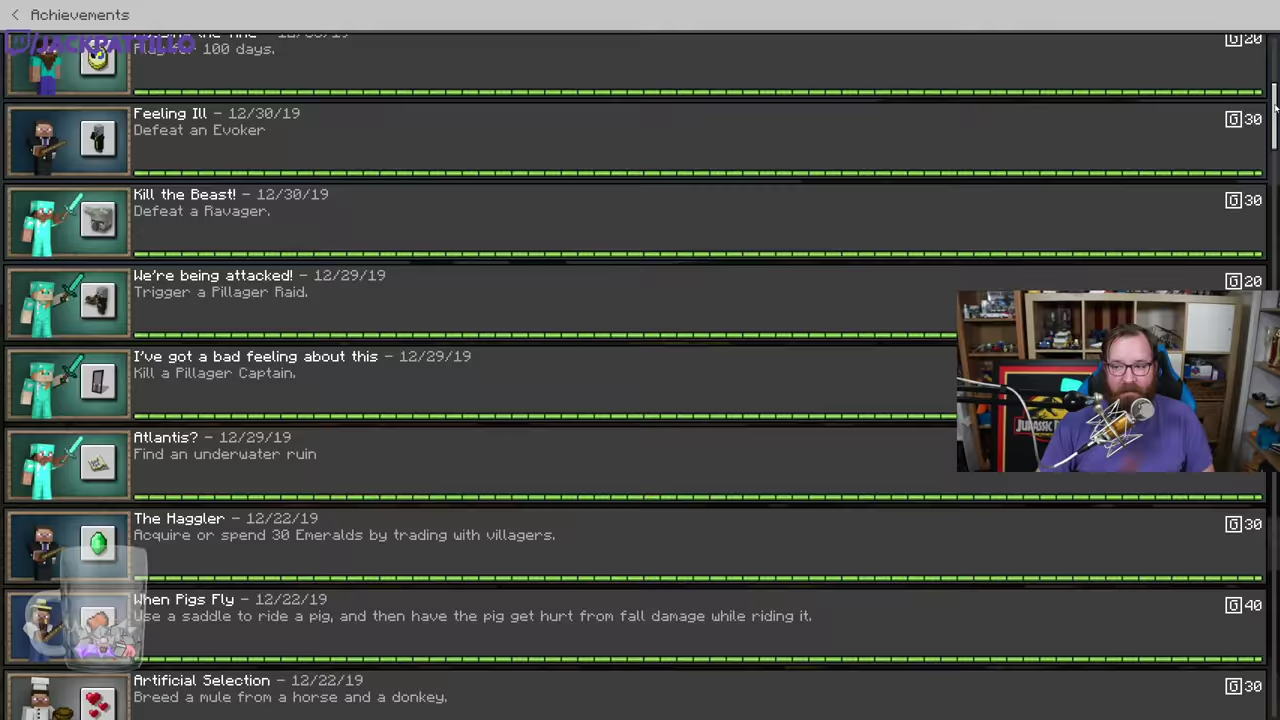 Achievements
/JACKPATTILLO
Play for 100 days.
20
Feeling Ill - 12/30/19
30
Defeat an Evoker
Kill the Beast! - 12/30/19
30
Defeat a Ravager.
We're being attacked! - 12/29/19
20
Trigger a Pillager Raid.
I've got a bad feeling about this - 12/29/19
Kill a Pillager Captain.
Atlantis? - 12/29/19
Find an underwater ruin
The Haggler - 12/22/19
30
Acquire or spend 30 Emeralds by trading with villagers.
When Pigs Fly - 12/22/19
40
Use a saddle to ride a pig, and then have the pig get hurt from fall damage while riding it.
Artificial Selection - 12/22/19
30
Breed a mule from a horse and a donkey.